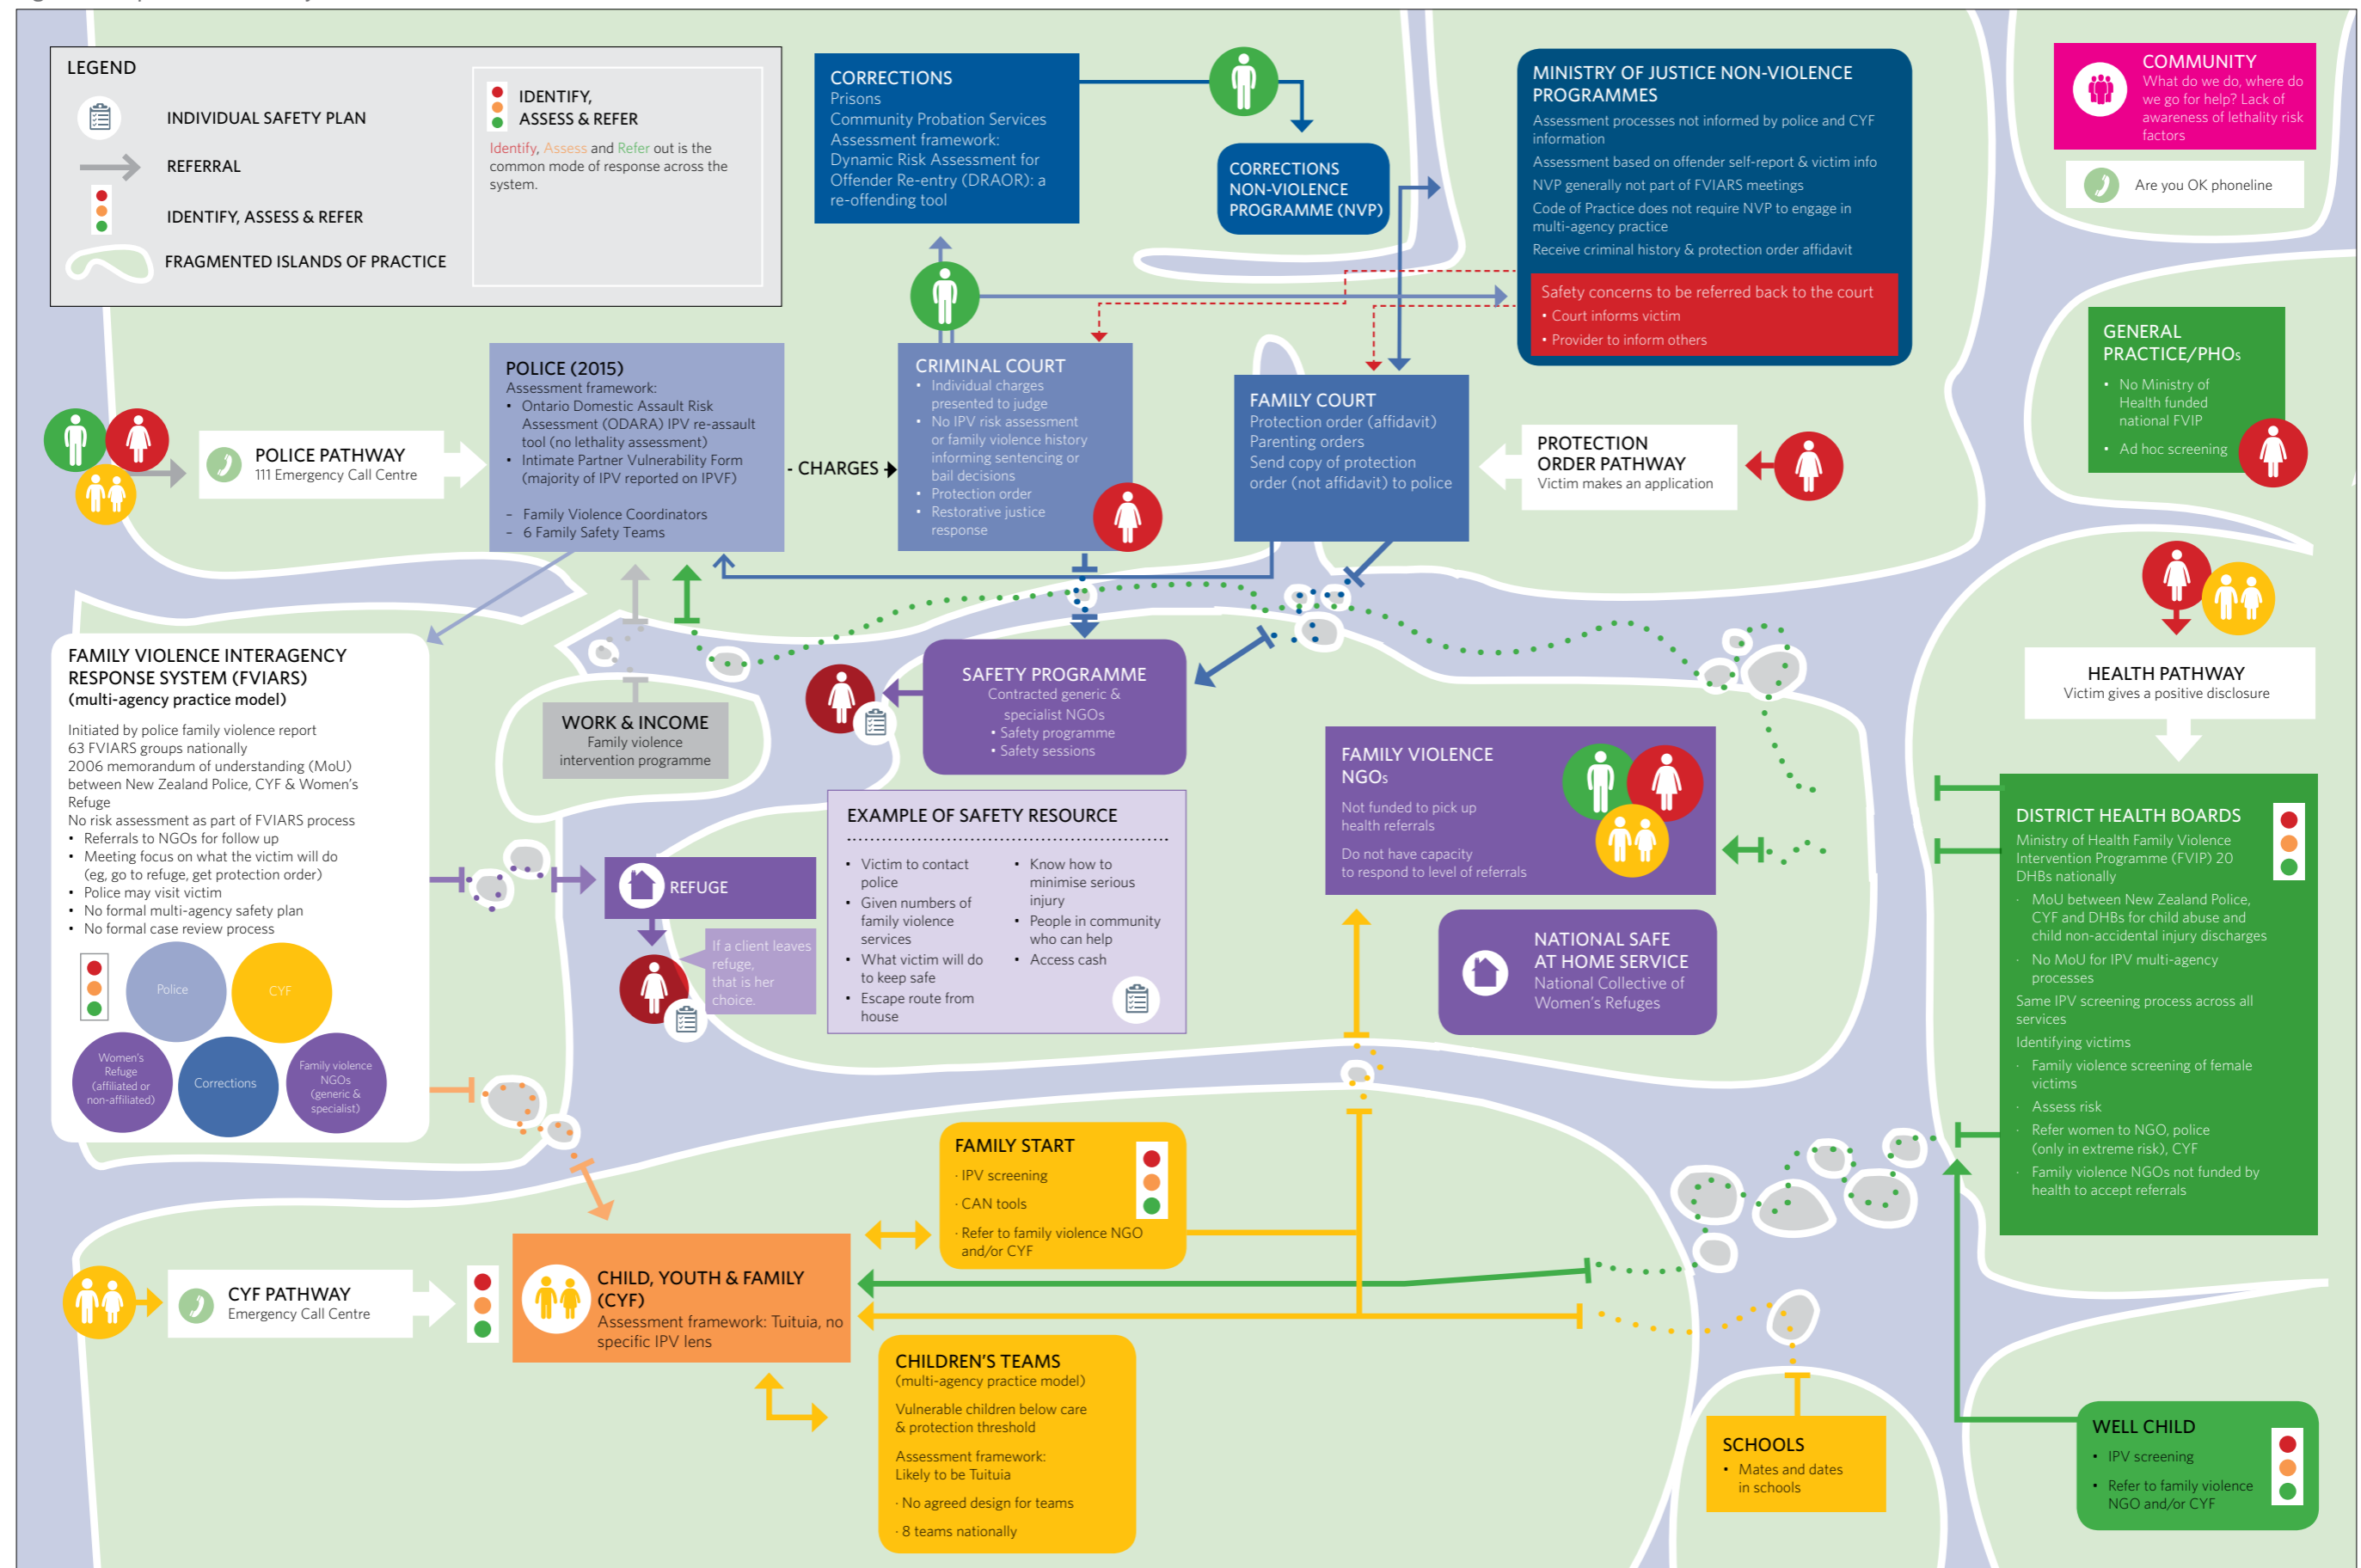 LEGEND
INDIVIDUAL SAFETY PLAN
REFERRAL
IDENTIFY, ASSESS & REFER
FRAGMENTED ISLANDS OF PRACTICE
IDENTIFY,
ASSESS & REFER
Identify, Assess and Refer out is the
common mode of response across the
system.
CORRECTIONS
Prisons
Community Probation Services
Assessment framework:
Dynamic Risk Assessment for
Offender Re-entry (DRAOR): a
re-offending tool
CORRECTIONS
NON-VIOLENCE
PROGRAMME (NVP)
MINISTRY OF JUSTICE NON-VIOLENCE
PROGRAMMES
Assessment processes not informed by police and CYF
information
Assessment based on offender self-report & victim info
NVP generally not part of FVIARS meetings
Code of Practice does not require NVP to engage in
multi-agency practice
Receive criminal history & protection order affidavit
Safety concerns to be referred back to the court
• Court informs victim
• Provider to inform others
COMMUNITY
What do we do, where do
we go for help? Lack of
awareness of lethality risk
factors
Are you OK phoneline
GENERAL
PRACTICE/PHOs
• No Ministry of
Health funded
national FVIP
• Ad hoc screening
POLICE PATHWAY
111 Emergency Call Centre
POLICE (2015)
Assessment framework:
• Ontario Domestic Assault Risk
Assessment (ODARA) IPV re-assault
tool (no lethality assessment)
• Intimate Partner Vulnerability Form
(majority of IPV reported on IPVF)
– Family Violence Coordinators
– 6 Family Safety Teams
- CHARGES
CRIMINAL COURT
• Individual charges
presented to judge
• No IPV risk assessment
or family violence history
informing sentencing or
bail decisions
• Protection order
• Restorative justice
response
FAMILY COURT
Protection order (affidavit)
Parenting orders
Send copy of protection
order (not affidavit) to police
PROTECTION
ORDER PATHWAY
Victim makes an application
HEALTH PATHWAY
Victim gives a positive disclosure
FAMILY VIOLENCE INTERAGENCY
RESPONSE SYSTEM (FVIARS)
(multi-agency practice model)
Initiated by police family violence report
63 FVIARS groups nationally
2006 memorandum of understanding (MoU)
between New Zealand Police, CYF & Women's
Refuge
No risk assessment as part of FVIARS process
• Referrals to NGOs for follow up
• Meeting focus on what the victim will do
(eg, go to refuge, get protection order)
• Police may visit victim
• No formal multi-agency safety plan
• No formal case review process
Police
CYF
Women's
Refuge
(affiliated or
non-affiliated)
Corrections
Family violence
NGOs
(generic &
specialist)
WORK & INCOME
Family violence
intervention programme
SAFETY PROGRAMME
Contracted generic &
specialist NGOs
• Safety programme
• Safety sessions
REFUGE
If a client leaves
refuge,
that is her
choice.
EXAMPLE OF SAFETY RESOURCE
• Victim to contact
police
• Given numbers of
family violence
services
• What victim will do
to keep safe
• Escape route from
house
• Know how to
minimise serious
injury
• People in community
who can help
• Access cash
FAMILY VIOLENCE
NGOs
Not funded to pick up
health referrals
Do not have capacity
to respond to level of referrals
NATIONAL SAFE
AT HOME SERVICE
National Collective of
Women's Refuges
DISTRICT HEALTH BOARDS
Ministry of Health Family Violence
Intervention Programme (FVIP) 20
DHBs nationally
· MoU between New Zealand Police,
CYF and DHBs for child abuse and
child non-accidental injury discharges
· No MoU for IPV multi-agency
processes
Same IPV screening process across all
services
Identifying victims
· Family violence screening of female
victims
· Assess risk
· Refer women to NGO, police
(only in extreme risk), CYF
· Family violence NGOs not funded by
health to accept referrals
FAMILY START
· IPV screening
· CAN tools
· Refer to family violence NGO
and/or CYF
CYF PATHWAY
Emergency Call Centre
CHILD, YOUTH & FAMILY
(CYF)
Assessment framework: Tuituia, no
specific IPV lens
CHILDREN'S TEAMS
(multi-agency practice model)
Vulnerable children below care
& protection threshold
Assessment framework:
Likely to be Tuituia
· No agreed design for teams
· 8 teams nationally
SCHOOLS
• Mates and dates
in schools
WELL CHILD
• IPV screening
• Refer to family violence
NGO and/or CYF